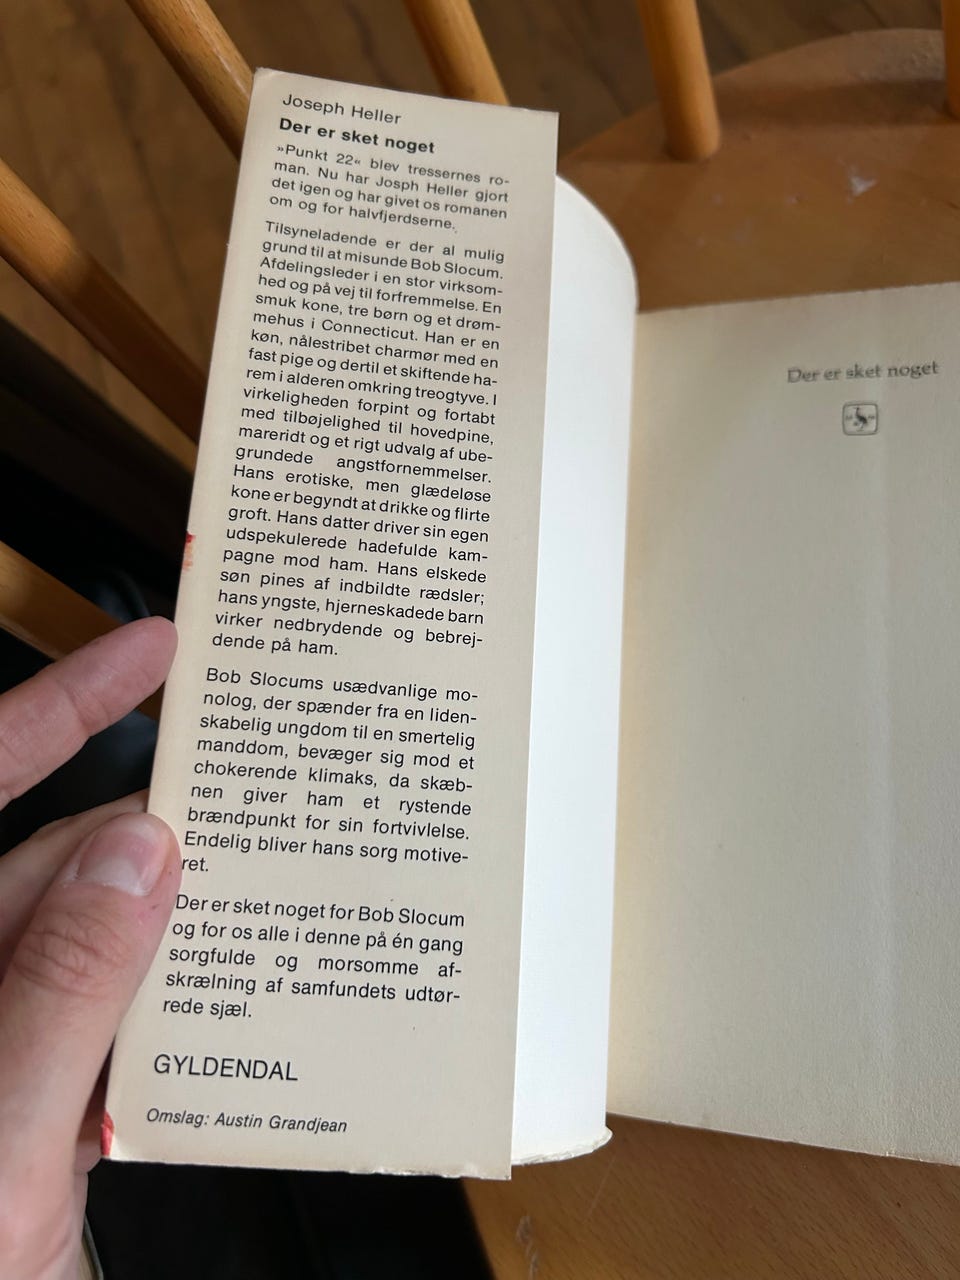 Joseph Heller
Der er sket noget
»Punkt 22« blev tressernes ro-
man. Nu har Josph Heller gjort
det igen og har givet os romanen
om og for halvfjerdserne.
Tilsyneladende er der al mulig
grund til at misunde Bob Slocum.
Afdelingsleder i en stor virksom-
hed og på vej til forfremmelse. En
smuk kone, tre børn og et drøm-
mehus i Connecticut. Han er en
køn, nålestribet charmør med en
fast pige og dertil et skiftende ha-
rem i alderen omkring treogtyve. I
virkeligheden forpint og fortabt
med tilbøjelighed til hovedpine,
mareridt og et rigt udvalg af ube-
grundede angstfornemmelser.
Hans erotiske, men glædeløse
kone er begyndt at drikke og flirte
groft. Hans datter driver sin egen
udspekulerede hadefulde kam-
pagne mod ham. Hans elskede
søn pines af indbildte rædsler;
hans yngste, hjerneskadede barn
virker nedbrydende og bebrej-
dende på ham.
Bob Slocums usædvanlige mo-
nolog, der spænder fra en liden-
skabelig ungdom til en smertelig
manddom, bevæger sig mod et
chokerende klimaks, da skæb-
nen giver ham et rystende
brændpunkt for sin fortvivlelse.
Endelig bliver hans sorg motive-
ret.
Der er sket noget for Bob Slocum
og for os alle i denne på én gang
sorgfulde og morsomme af-
skrælning af samfundets udtør-
rede sjæl.
GYLDENDAL
Omslag: Austin Grandjean
Der er sket noget